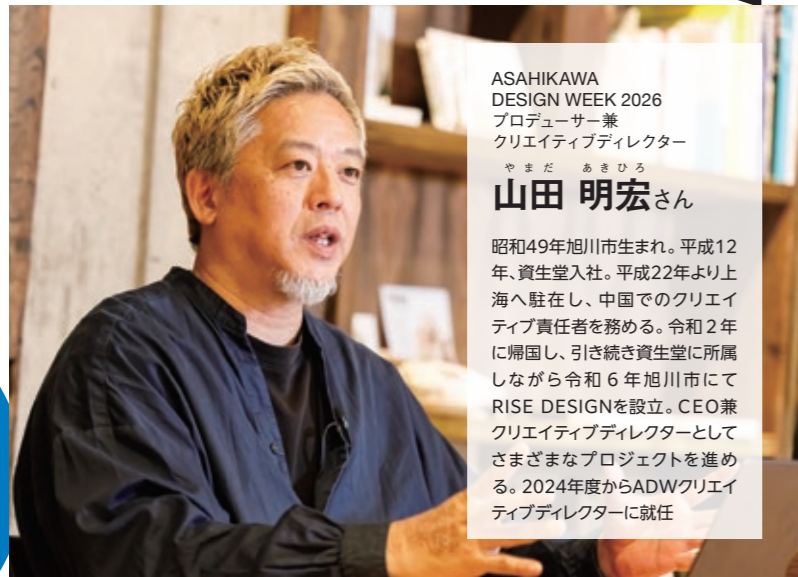 ASAHIKAWA
DESIGN WEEK 2026
プロデューサー兼
クリエイティブディレクター
やまだ あきひろ
山田 明宏さん
昭和49年旭川市生まれ。平成12
年、資生堂入社。平成22年より上
海へ駐在し、中国でのクリエイ
ティブ責任者を務める。令和２年
に帰国し、引き続き資生堂に所属
しながら令和６年旭川市にて
RISE DESIGNを設立。CEO兼
クリエイティブディレクターとして
さまざまなプロジェクトを進め
る。2024年度からADWクリエイ
ティブディレクターに就任